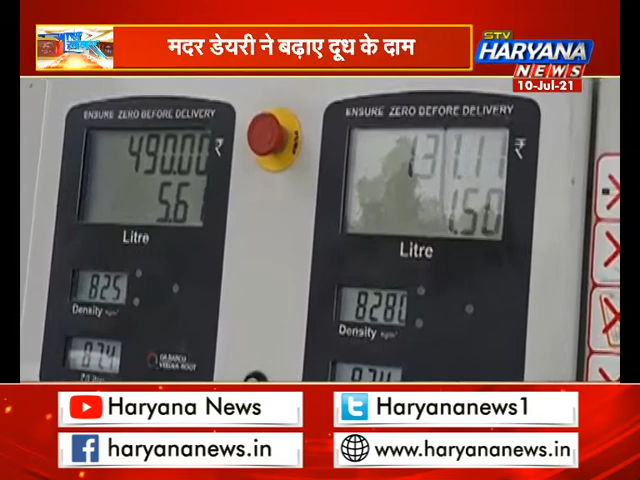 मदर डेयरी ने बढ़ाए दूध के दाम
STV
HARYANA
NEWS
10-Jul-21
ENSURE ZERO BEFORE DELIVERY
490.00 ₹
5.61
Litre
825
Density
ENSURE ZERO BEFORE DELIVERY
131.11 ₹
1.50
Litre
8280
Density
Haryana News
Haryananews1
haryananews.in
www.haryananews.in